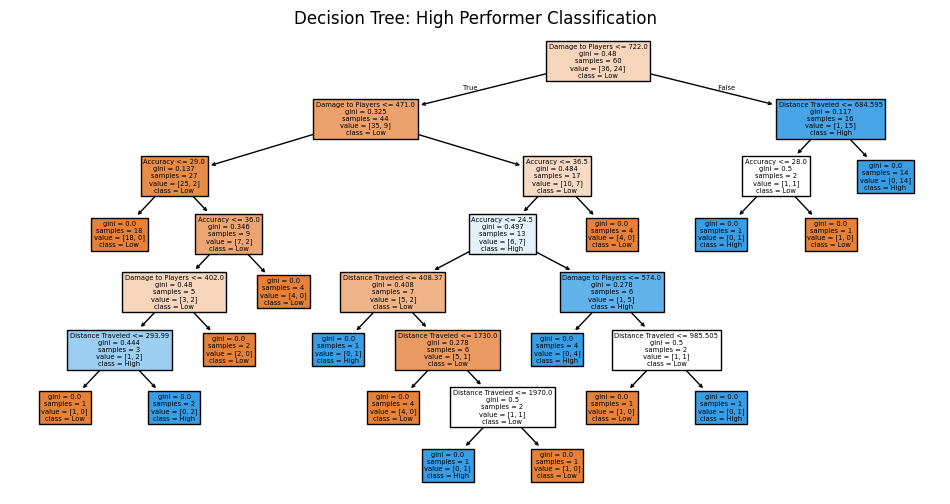 Decision Tree: High Performer Classification
Damage to Players <= 722.0
gini = 0.48
samples = 60
value = [36, 24]
class = Low
True
False
Damage to Players <= 471.0
gini = 0.325
samples = 44
value = [35, 9]
class = Low
Distance Traveled <= 684.595
gini = 0.117
samples = 16
value = [1, 15]
class = High
Accuracy <= 29.0
gini = 0.137
samples = 27
value = [25, 2]
class = Low
Accuracy <= 36.5
gini = 0.484
samples = 17
value = [10, 7]
class = Low
Accuracy <= 28.0
gini = 0.5
samples = 2
value = [1, 1]
class = Low
gini = 0.0
samples = 14
value = [0, 14]
class = High
gini = 0.0
samples = 18
value = [18, 0]
class = Low
Accuracy <= 36.0
gini = 0.346
samples = 9
value = [7, 2]
class = Low
Accuracy <= 24.5
gini = 0.497
samples = 13
value = [6, 7]
class = High
gini = 0.0
samples = 4
value = [4, 0]
class = Low
gini = 0.0
samples = 1
value = [0, 1]
class = High
gini = 0.0
samples = 1
value = [1, 0]
class = Low
Damage to Players <= 402.0
gini = 0.48
samples = 5
value = [3, 2]
class = Low
gini = 0.0
samples = 4
value = [4, 0]
class = Low
Distance Traveled <= 408.37
gini = 0.408
samples = 7
value = [5, 2]
class = Low
Damage to Players <= 574.0
gini = 0.278
samples = 6
value = [1, 5]
class = High
Distance Traveled <= 293.99
gini = 0.444
samples = 3
value = [1, 2]
class = High
gini = 0.0
samples = 2
value = [2, 0]
class = Low
gini = 0.0
samples = 1
value = [0, 1]
class = High
Distance Traveled <= 1730.0
gini = 0.278
samples = 6
value = [5, 1]
class = Low
gini = 0.0
samples = 4
value = [0, 4]
class = High
Distance Traveled <= 985.505
gini = 0.5
samples = 2
value = [1, 1]
class = Low
gini = 0.0
samples = 1
value = [1, 0]
class = Low
gini = 0.0
samples = 2
value = [0, 2]
class = High
gini = 0.0
samples = 4
value = [4, 0]
class = Low
Distance Traveled <= 1970.0
gini = 0.5
samples = 2
value = [1, 1]
class = Low
gini = 0.0
samples = 1
value = [1, 0]
class = Low
gini = 0.0
samples = 1
value = [0, 1]
class = High
gini = 0.0
samples = 1
value = [0, 1]
class = High
gini = 0.0
samples = 1
value = [1, 0]
class = Low